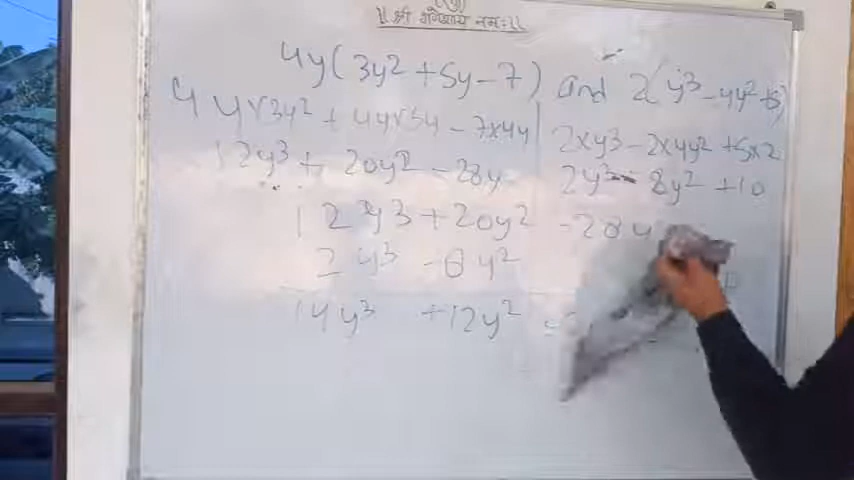 ॥ श्री गणेशाय नमः ॥
4y(3y² + 5y - 7) and 2(y³ - 4y² + 5)
4y×3y² + 4y×5y - 7×4y | 2×y³ - 2×4y² + 5×2
12y³ + 20y² - 28y 2y³ - 8y² + 10
12y³ + 20y² - 28y
2y³ - 8y²
14y³ + 12y²